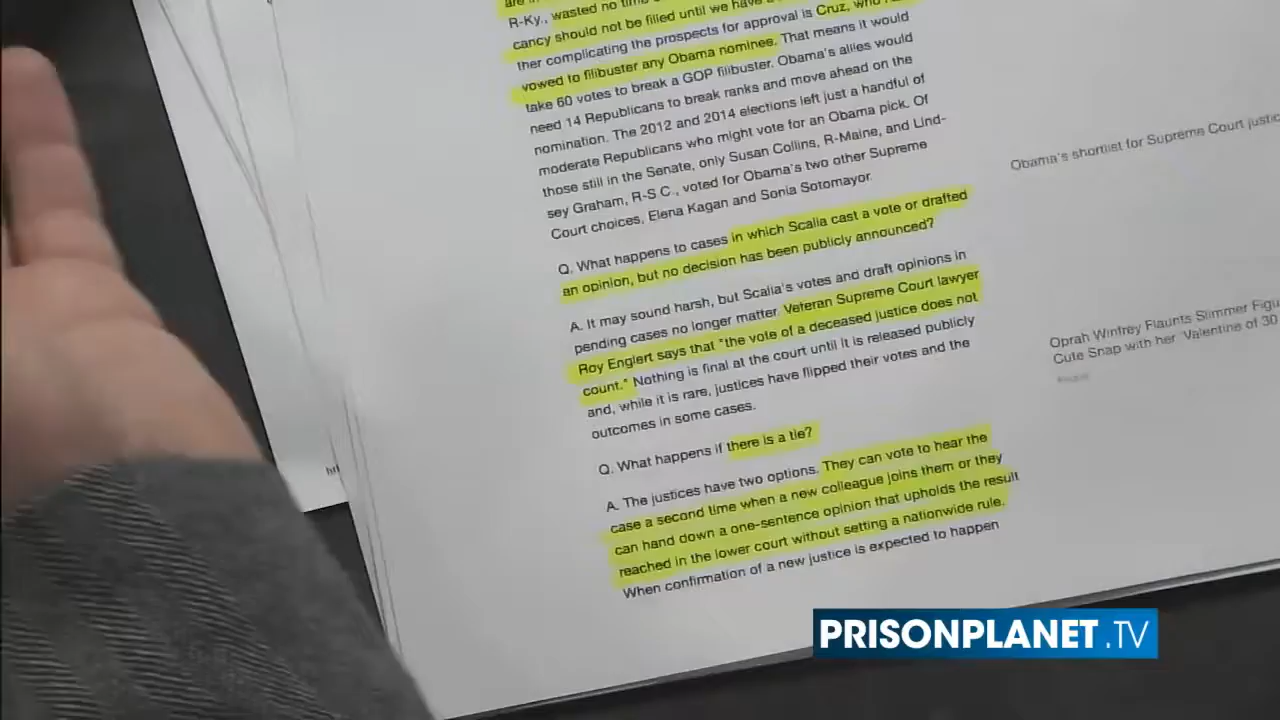 are in
R-Ky., wasted no time
cancy should not be filled until we have a
ther complicating the prospects for approval is Cruz, who
vowed to filibuster any Obama nominee. That means it would
take 60 votes to break a GOP filibuster. Obama's allies would
need 14 Republicans to break ranks and move ahead on the
nomination. The 2012 and 2014 elections left just a handful of
moderate Republicans who might vote for an Obama pick. Of
those still in the Senate, only Susan Collins, R-Maine, and Lind-
sey Graham, R-S.C., voted for Obama's two other Supreme
Court choices, Elena Kagan and Sonia Sotomayor.
Q. What happens to cases in which Scalia cast a vote or drafted
an opinion, but no decision has been publicly announced?
A. It may sound harsh, but Scalia's votes and draft opinions in
pending cases no longer matter. Veteran Supreme Court lawyer
Roy Englert says that "the vote of a deceased justice does not
count." Nothing is final at the court until it is released publicly
and, while it is rare, justices have flipped their votes and the
outcomes in some cases.
Q. What happens if there is a tie?
A. The justices have two options. They can vote to hear the
case a second time when a new colleague joins them or they
can hand down a one-sentence opinion that upholds the result
reached in the lower court without setting a nationwide rule.
When confirmation of a new justice is expected to happen
Obama's shortlist for Supreme Court
Oprah Winfrey Flaunts Slimmer
Cute Snap with her 'Valentine of 30
PRISONPLANET.TV